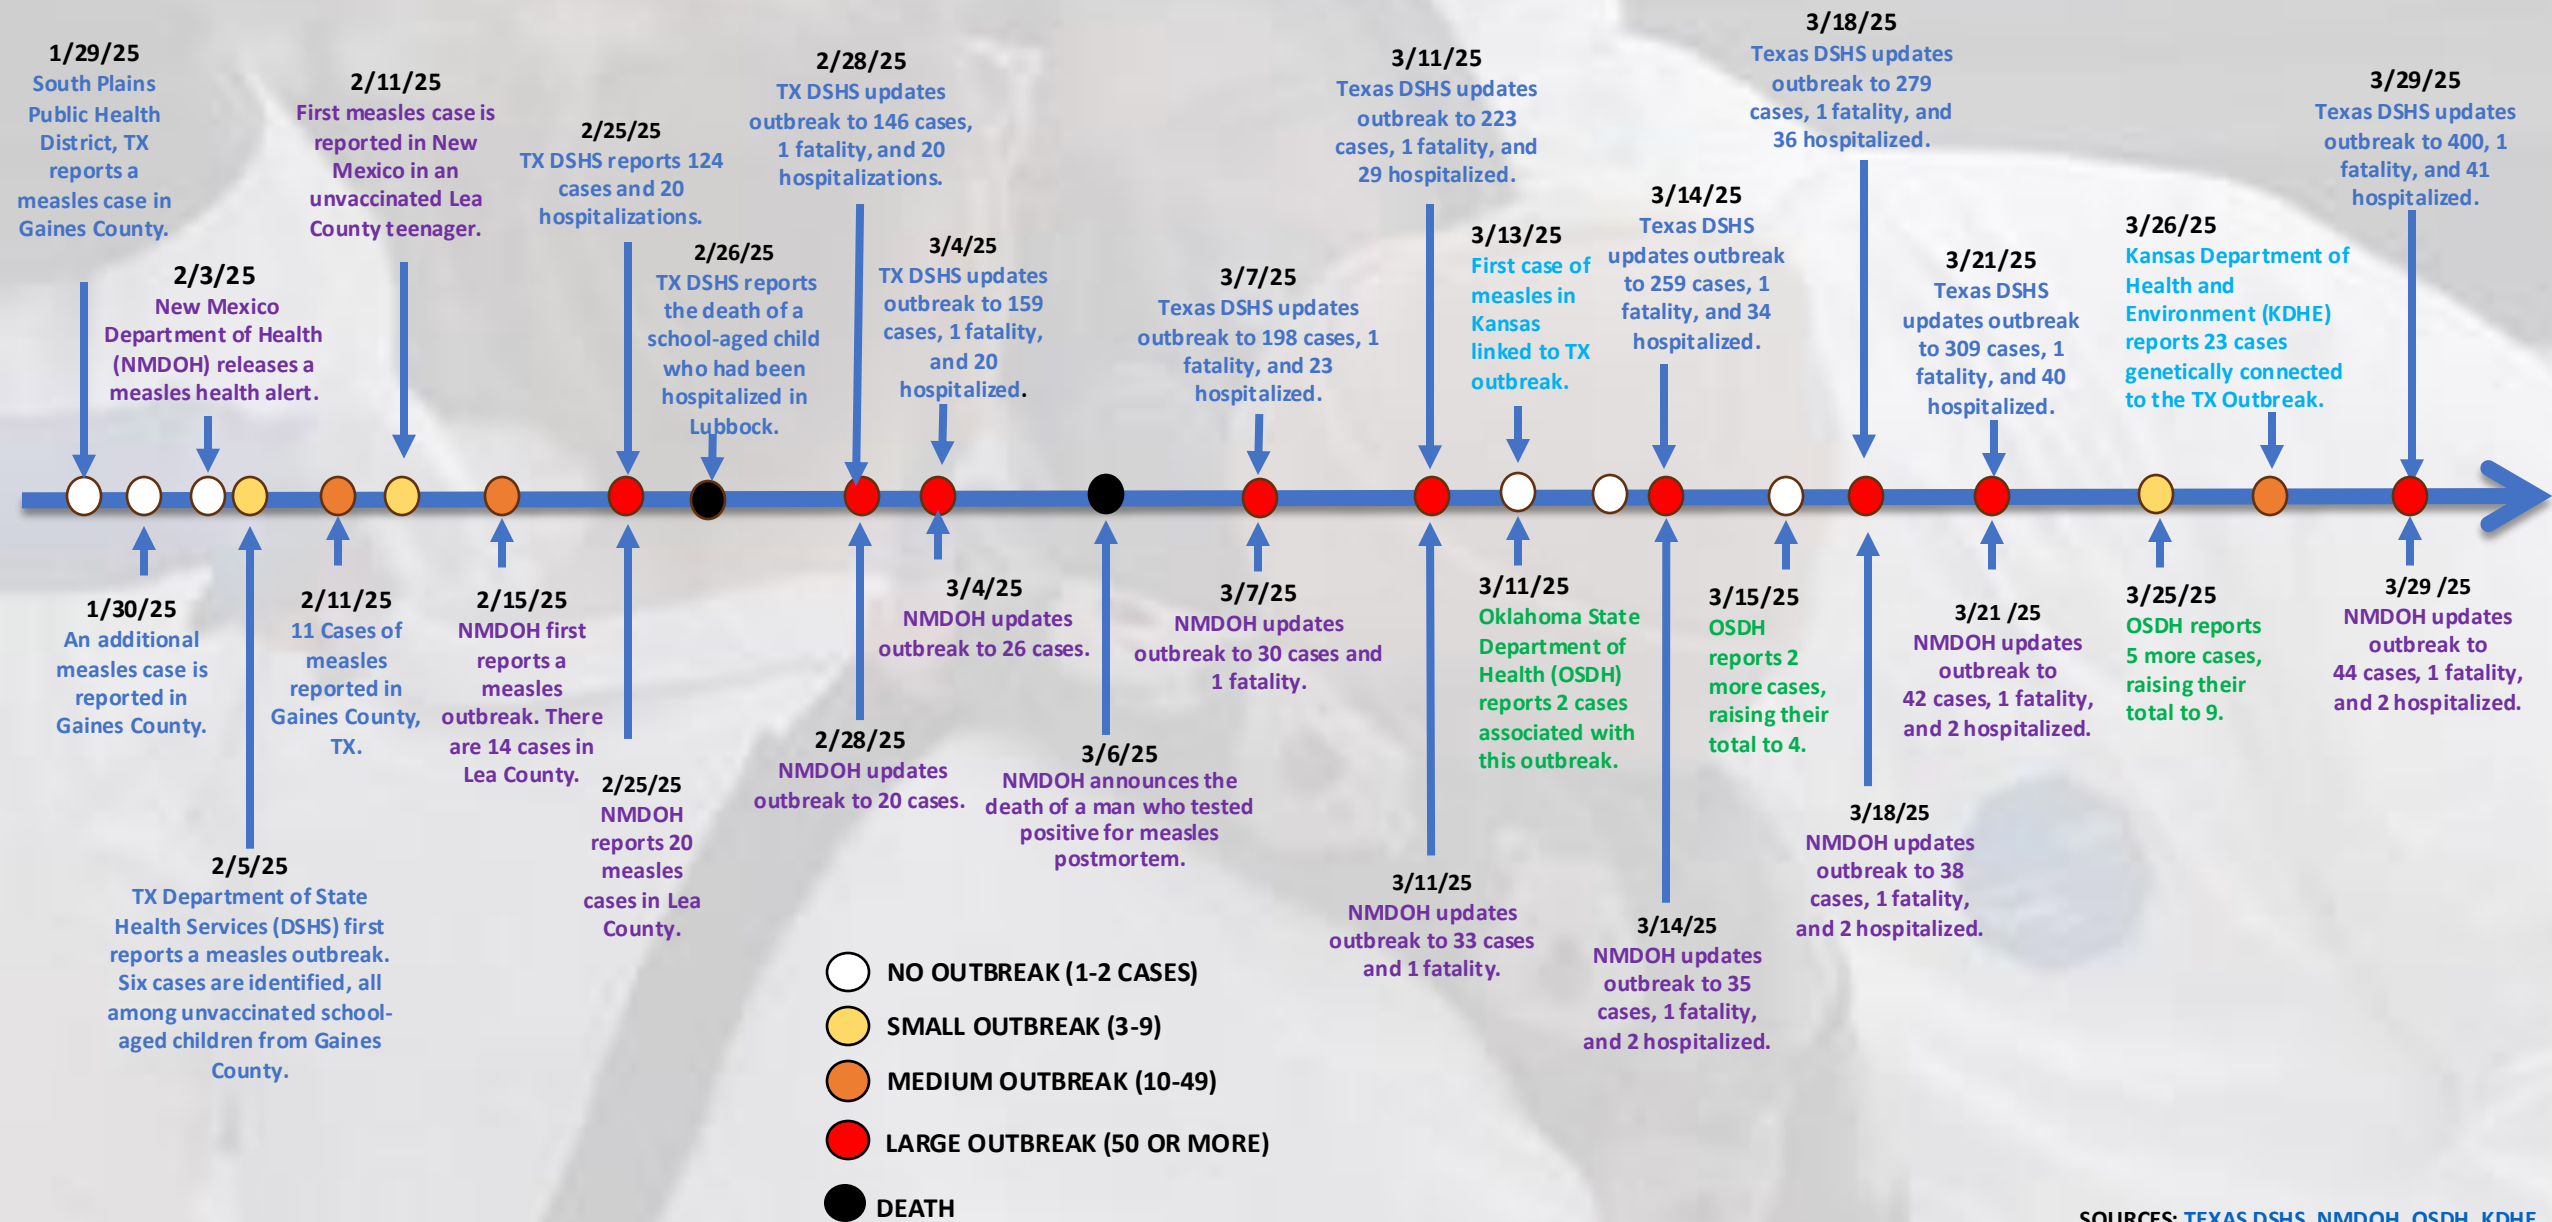 1/29/25
South Plains
Public Health
District, TX
reports a
measles case in
Gaines County.
2/3/25
New Mexico
Department of Health
(NMDOH) releases a
measles health alert.
2/11/25
First measles case is
reported in New
Mexico in an
unvaccinated Lea
County teenager.
2/25/25
TX DSHS reports 124
cases and 20
hospitalizations.
2/26/25
TX DSHS reports
the death of a
school-aged child
who had been
hospitalized in
Lubbock.
2/28/25
TX DSHS updates
outbreak to 146 cases,
1 fatality, and 20
hospitalizations.
3/4/25
TX DSHS updates
outbreak to 159
cases, 1 fatality,
and 20
hospitalized.
3/7/25
Texas DSHS updates
outbreak to 198 cases, 1
fatality, and 23
hospitalized.
3/11/25
Texas DSHS updates
outbreak to 223
cases, 1 fatality, and
29 hospitalized.
3/13/25
First case of
measles in
Kansas
linked to TX
outbreak.
3/14/25
Texas DSHS
updates outbreak
to 259 cases, 1
fatality, and 34
hospitalized.
3/18/25
Texas DSHS updates
outbreak to 279
cases, 1 fatality, and
36 hospitalized.
3/21/25
Texas DSHS
updates outbreak
to 309 cases, 1
fatality, and 40
hospitalized.
3/26/25
Kansas Department of
Health and
Environment (KDHE)
reports 23 cases
genetically connected
to the TX Outbreak.
3/29/25
Texas DSHS updates
outbreak to 400, 1
fatality, and 41
hospitalized.
1/30/25
An additional
measles case is
reported in
Gaines County.
2/5/25
TX Department of State
Health Services (DSHS) first
reports a measles outbreak.
Six cases are identified, all
among unvaccinated school-
aged children from Gaines
County.
2/11/25
11 Cases of
measles
reported in
Gaines County,
TX.
2/15/25
NMDOH first
reports a
measles
outbreak. There
are 14 cases in
Lea County.
2/25/25
NMDOH
reports 20
measles
cases in Lea
County.
2/28/25
NMDOH updates
outbreak to 20 cases.
3/4/25
NMDOH updates
outbreak to 26 cases.
3/6/25
NMDOH announces the
death of a man who tested
positive for measles
postmortem.
3/7/25
NMDOH updates
outbreak to 30 cases and
1 fatality.
3/11/25
NMDOH updates
outbreak to 33 cases
and 1 fatality.
3/11/25
Oklahoma State
Department of
Health (OSDH)
reports 2 cases
associated with
this outbreak.
3/14/25
NMDOH updates
outbreak to 35
cases, 1 fatality,
and 2 hospitalized.
3/15/25
OSDH
reports 2
more cases,
raising their
total to 4.
3/18/25
NMDOH updates
outbreak to 38
cases, 1 fatality,
and 2 hospitalized.
3/21 /25
NMDOH updates
outbreak to
42 cases, 1 fatality,
and 2 hospitalized.
3/25/25
OSDH reports
5 more cases,
raising their
total to 9.
3/29 /25
NMDOH updates
outbreak to
44 cases, 1 fatality,
and 2 hospitalized.
NO OUTBREAK (1-2 CASES)
SMALL OUTBREAK (3-9)
MEDIUM OUTBREAK (10-49)
LARGE OUTBREAK (50 OR MORE)
DEATH
SOURCES: TEXAS DSHS, NMDOH, OSDH, KDHE